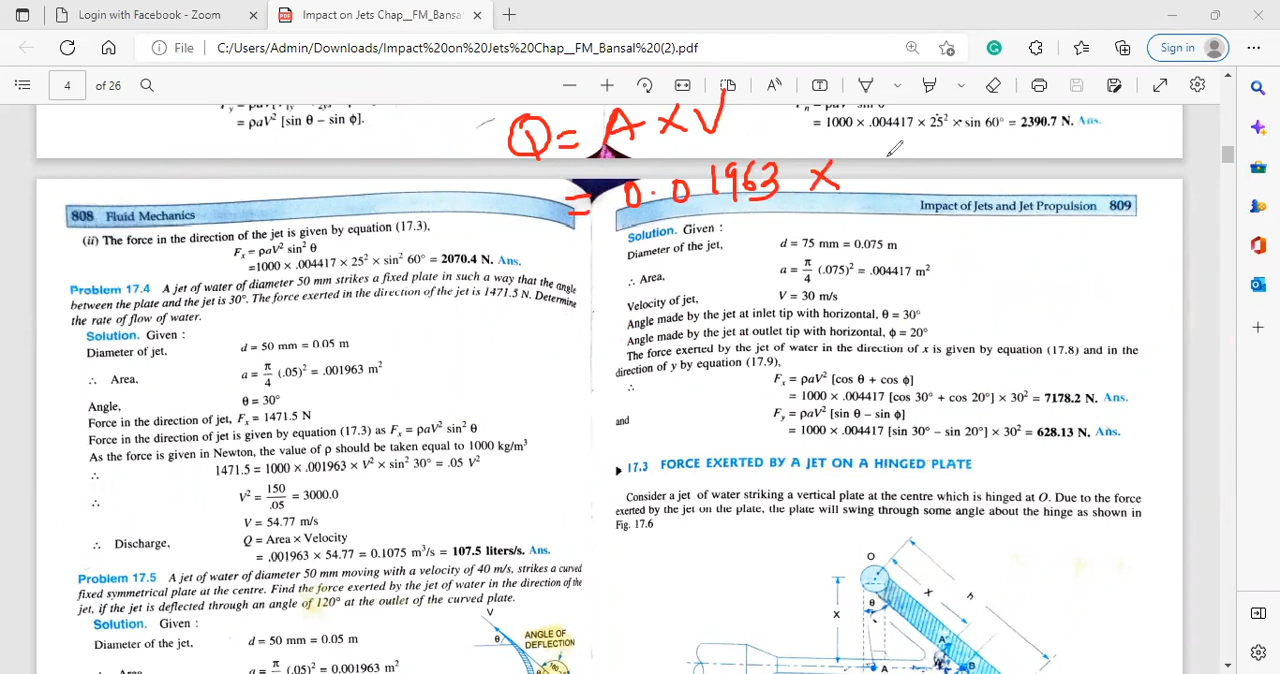 Login with Facebook - Zoom
Impact on Jets Chap__FM_Bansal
File
C:/Users/Admin/Downloads/Impact%20on%20Jets%20Chap__FM_Bansal%20(2).pdf
Sign in
4 of 26
= ρaV² [sin θ – sin φ].
= 1000 × .004417 × 25² × sin 60° = 2390.7 N. Ans.
Q = A × V
= 0.01963 ×
808 Fluid Mechanics
(ii) The force in the direction of the jet is given by equation (17.3),
Fx = ρaV² sin² θ
=1000 × .004417 × 25² × sin² 60° = 2070.4 N. Ans.
Problem 17.4 A jet of water of diameter 50 mm strikes a fixed plate in such a way that the angle
between the plate and the jet is 30°. The force exerted in the direction of the jet is 1471.5 N. Determine
the rate of flow of water.
Solution. Given :
Diameter of jet, d = 50 mm = 0.05 m
∴ Area, a = π/4 (.05)² = .001963 m²
Angle, θ = 30°
Force in the direction of jet, Fx = 1471.5 N
Force in the direction of jet is given by equation (17.3) as Fx = ρaV² sin² θ
As the force is given in Newton, the value of ρ should be taken equal to 1000 kg/m³
∴ 1471.5 = 1000 × .001963 × V² × sin² 30° = .05 V²
∴ V² = 150/.05 = 3000.0
V = 54.77 m/s
∴ Discharge, Q = Area × Velocity
= .001963 × 54.77 = 0.1075 m³/s = 107.5 liters/s. Ans.
Problem 17.5 A jet of water of diameter 50 mm moving with a velocity of 40 m/s, strikes a curved
fixed symmetrical plate at the centre. Find the force exerted by the jet of water in the direction of the
jet, if the jet is deflected through an angle of 120° at the outlet of the curved plate.
Solution. Given :
Diameter of the jet, d = 50 mm = 0.05 m
a = π (.05)² = 0.001963 m²
V
θ
ANGLE OF
DEFLECTION
Impact of Jets and Jet Propulsion 809
Solution. Given :
Diameter of the jet, d = 75 mm = 0.075 m
∴ Area, a = π/4 (.075)² = .004417 m²
Velocity of jet, V = 30 m/s
Angle made by the jet at inlet tip with horizontal, θ = 30°
Angle made by the jet at outlet tip with horizontal, φ = 20°
The force exerted by the jet of water in the direction of x is given by equation (17.8) and in the
direction of y by equation (17.9),
∴ Fx = ρaV² [cos θ + cos φ]
= 1000 × .004417 [cos 30° + cos 20°] × 30² = 7178.2 N. Ans.
and Fy = ρaV² [sin θ – sin φ]
= 1000 × .004417 [sin 30° – sin 20°] × 30² = 628.13 N. Ans.
17.3 FORCE EXERTED BY A JET ON A HINGED PLATE
Consider a jet of water striking a vertical plate at the centre which is hinged at O. Due to the force
exerted by the jet on the plate, the plate will swing through some angle about the hinge as shown in
Fig. 17.6
O
θ
x
x
h
A'
A
B